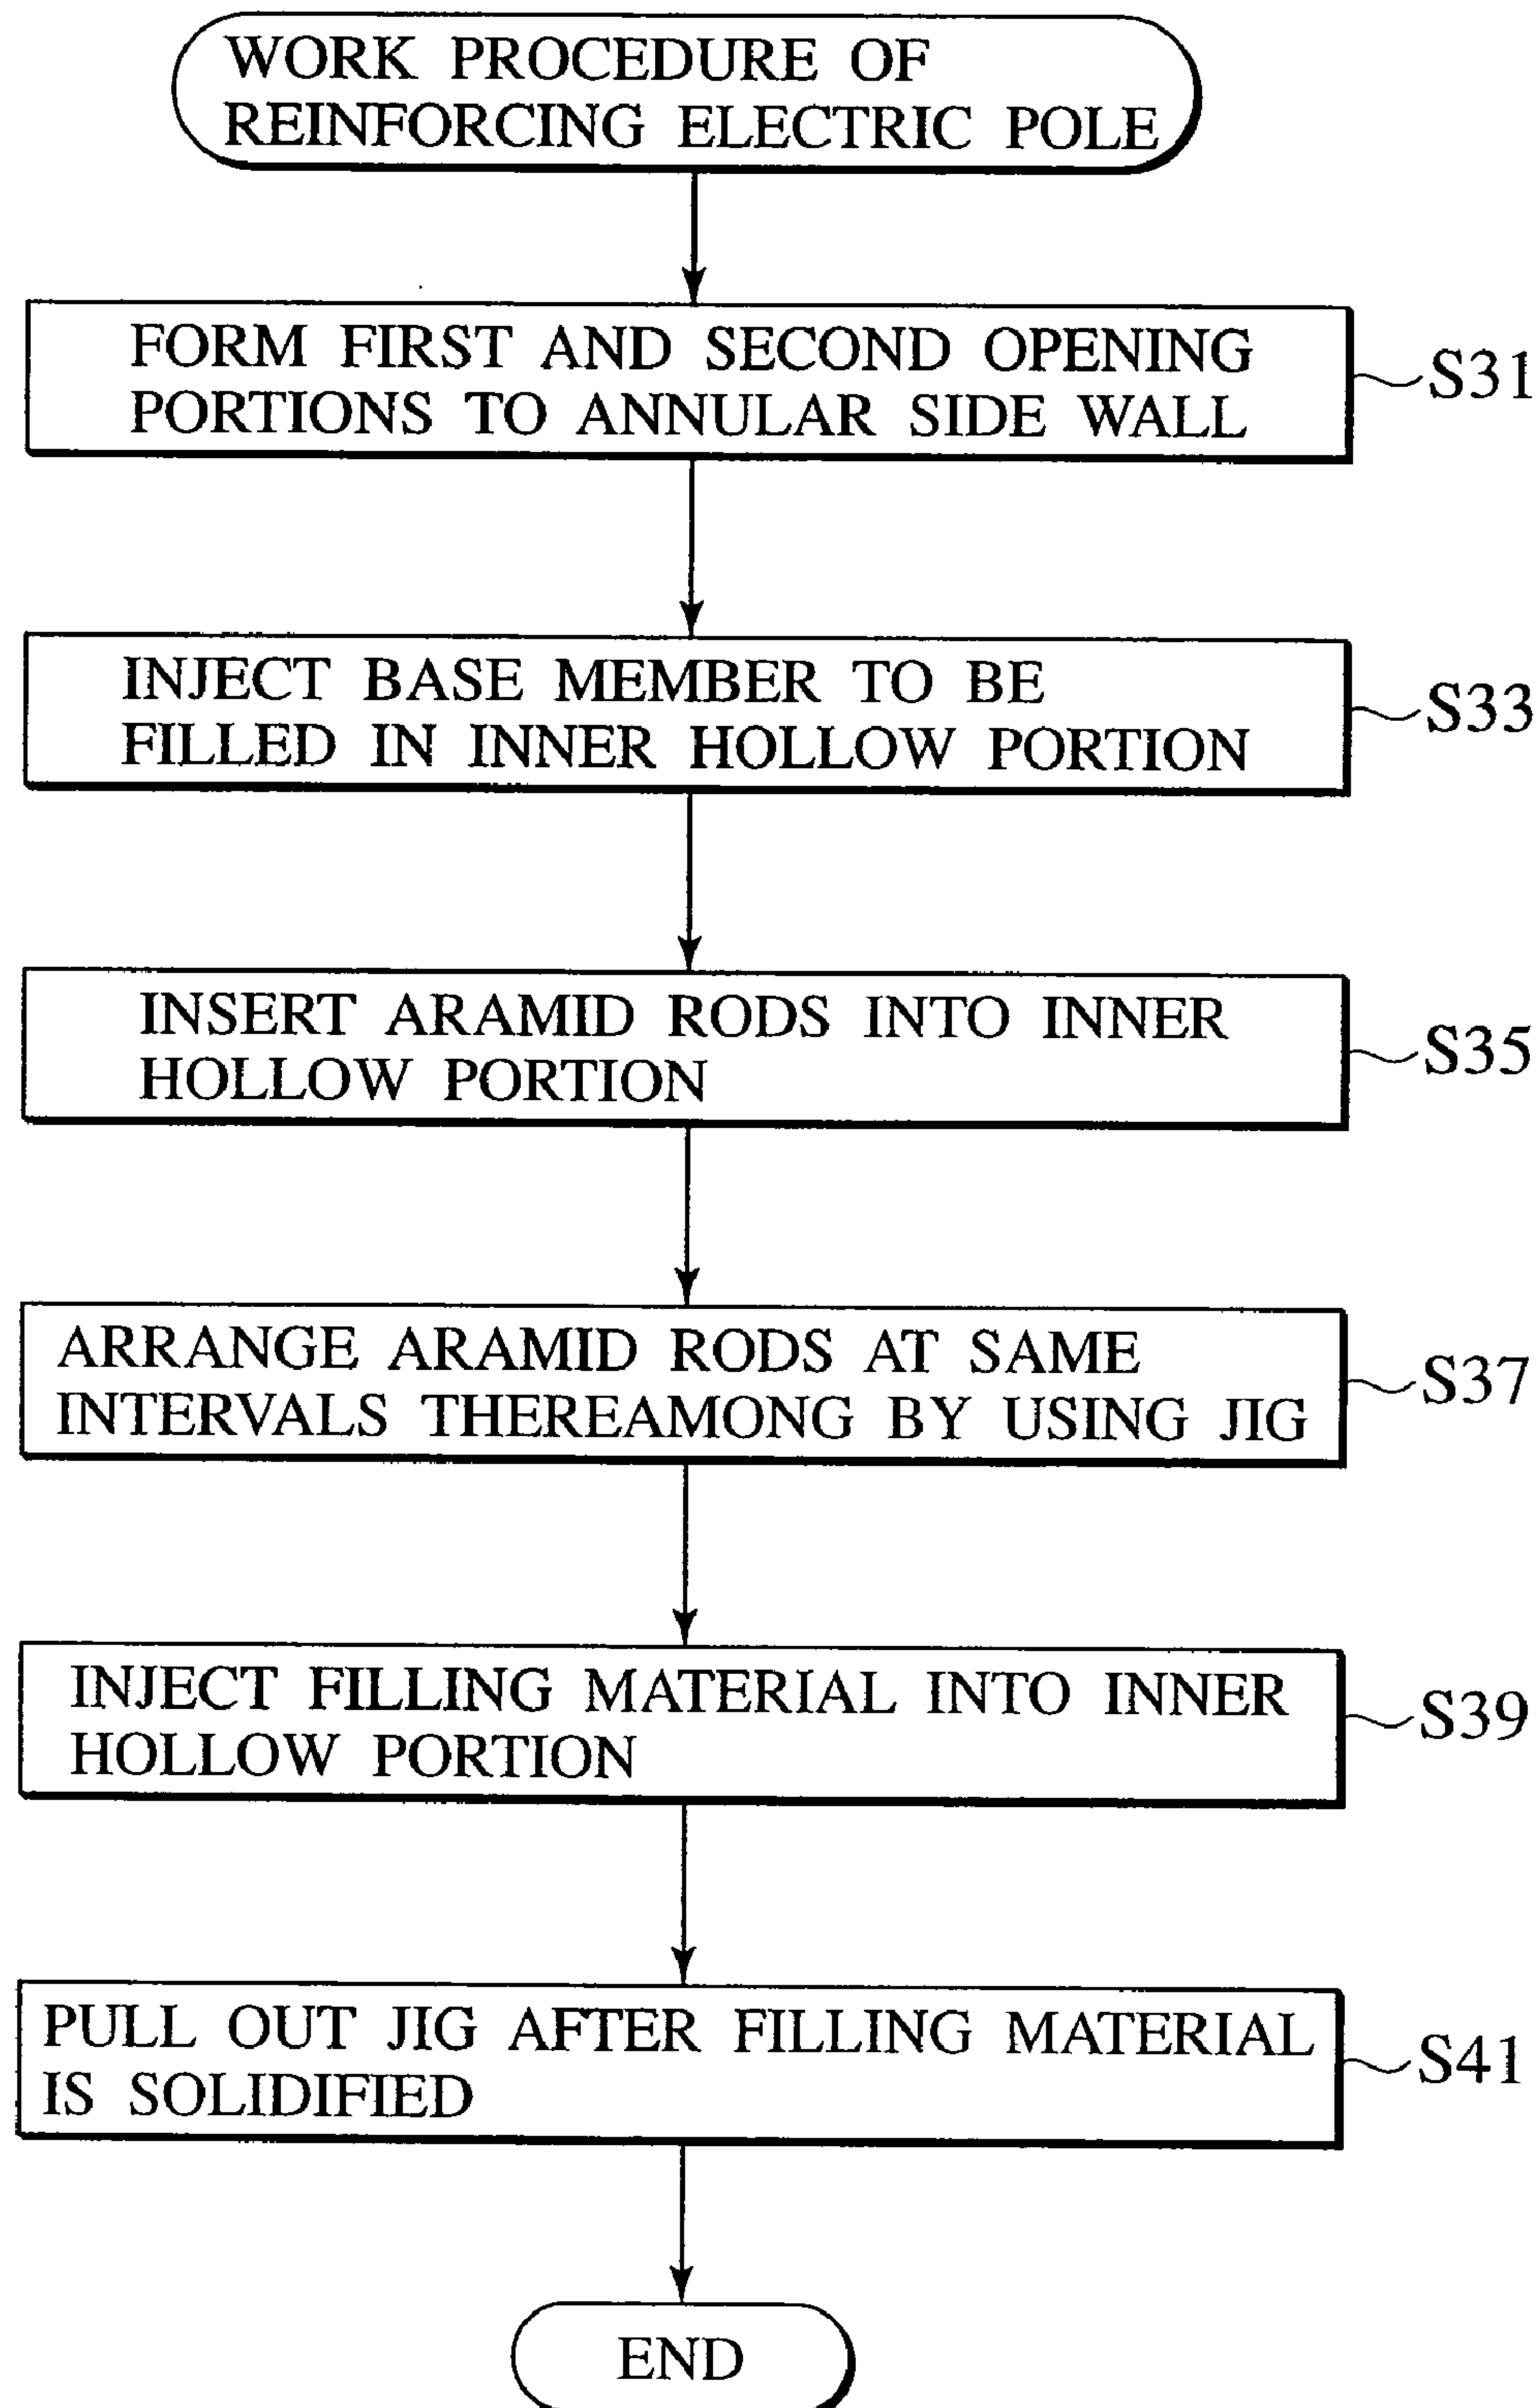 WORK PROCEDURE OF
REINFORCING ELECTRIC POLE
FORM FIRST AND SECOND OPENING
PORTIONS TO ANNULAR SIDE WALL
S31
INJECT BASE MEMBER TO BE
FILLED IN INNER HOLLOW PORTION
S33
INSERT ARAMID RODS INTO INNER
HOLLOW PORTION
S35
ARRANGE ARAMID RODS AT SAME
INTERVALS THEREAMONG BY USING JIG
S37
INJECT FILLING MATERIAL INTO INNER
HOLLOW PORTION
S39
PULL OUT JIG AFTER FILLING MATERIAL
IS SOLIDIFIED
S41
END